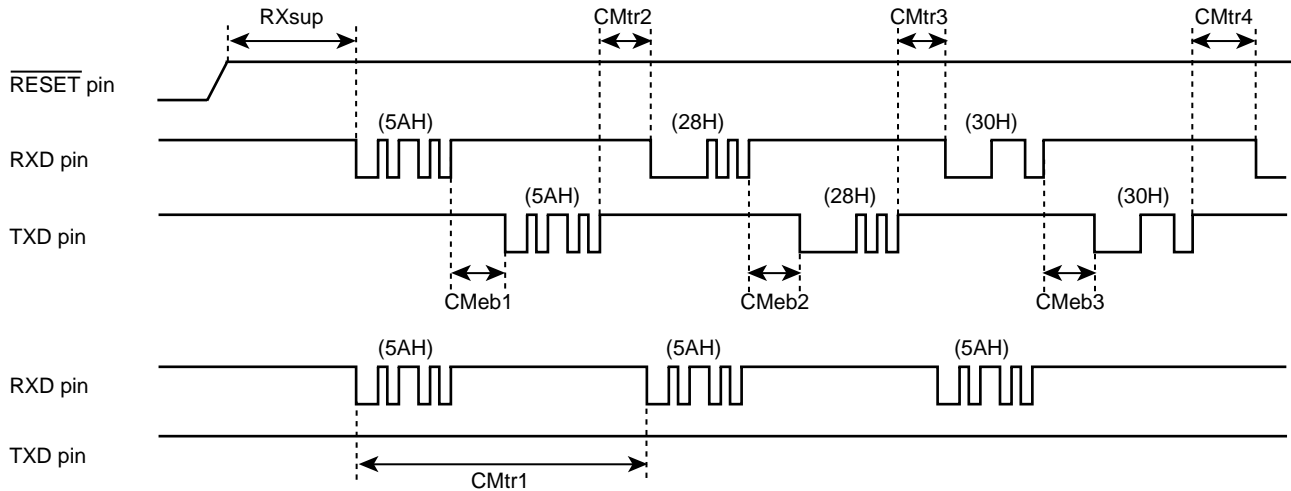 RXsup CMtr2 CMtr3 CMtr4
RESET pin
(5AH) (28H) (30H)
RXD pin
(5AH) (28H) (30H)
TXD pin
CMeb1 CMeb2 CMeb3
(5AH) (5AH) (5AH)
RXD pin
TXD pin
CMtr1